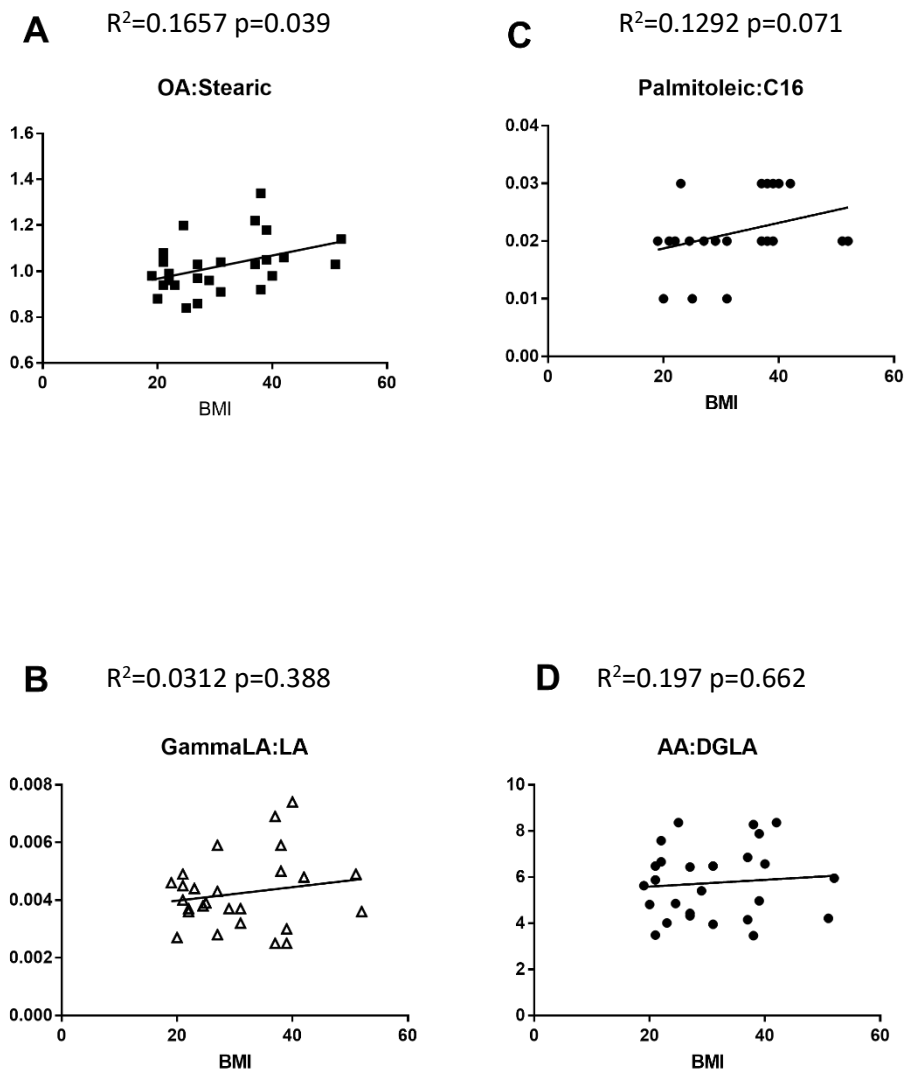 A
R²=0.1657 p=0.039
OA:Stearic
1.6
1.4
1.2
1.0
0.8
0.6
0
20
40
60
BMI
C
R²=0.1292 p=0.071
Palmitoleic:C16
0.04
0.03
0.02
0.01
0.00
0
20
40
60
BMI
B
R²=0.0312 p=0.388
GammaLA:LA
0.008
0.006
0.004
0.002
0.000
0
20
40
60
BMI
D
R²=0.197 p=0.662
AA:DGLA
10
8
6
4
2
0
0
20
40
60
BMI